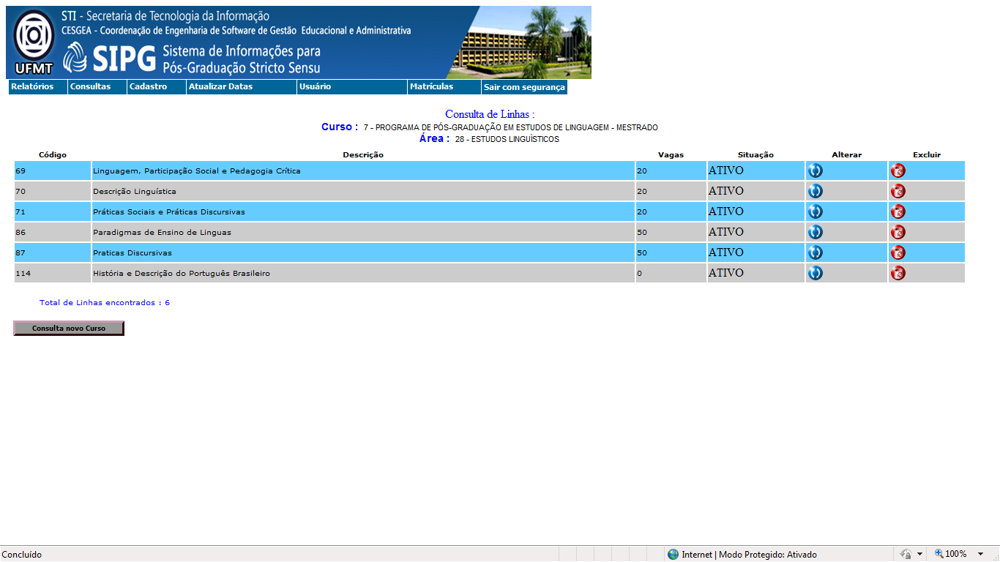 STI - Secretaria de Tecnologia da Informação
CESGEA - Coordenação de Engenharia de Software de Gestão Educacional e Administrativa
UFMT
SIPG Sistema de Informações para
Pós-Graduação Stricto Sensu
Relatórios Consultas Cadastro Atualizar Datas Usuário Matrículas Sair com segurança
Consulta de Linhas :
Curso : 7 - PROGRAMA DE PÓS-GRADUAÇÃO EM ESTUDOS DE LINGUAGEM - MESTRADO
Área : 28 - ESTUDOS LINGUÍSTICOS
Código Descrição Vagas Situação Alterar Excluir
69 Linguagem, Participação Social e Pedagogia Crítica 20 ATIVO
70 Descrição Linguística 20 ATIVO
71 Práticas Sociais e Práticas Discursivas 20 ATIVO
86 Paradigmas de Ensino de Linguas 50 ATIVO
87 Praticas Discursivas 50 ATIVO
114 História e Descrição do Português Brasileiro 0 ATIVO
Total de Linhas encontrados : 6
Consulta novo Curso
Concluído Internet | Modo Protegido: Ativado 100%